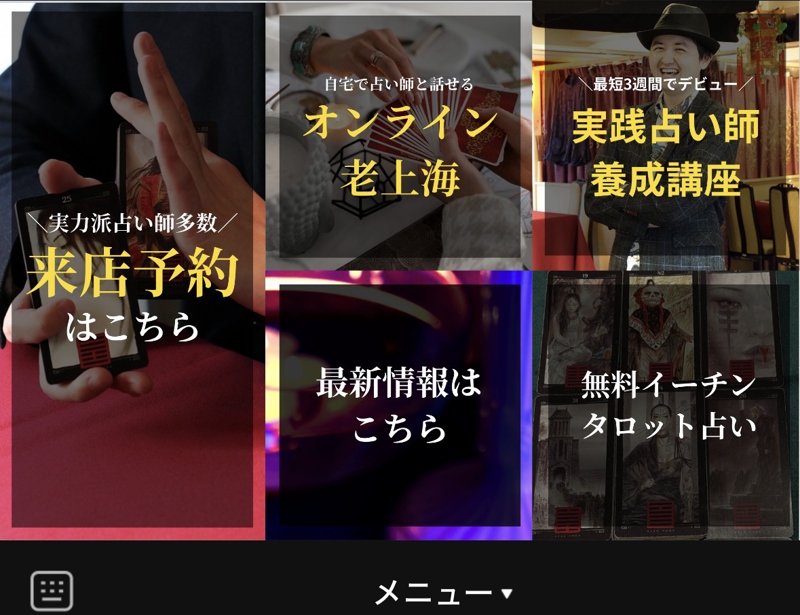 ＼実力派占い師多数／
来店予約
はこちら
自宅で占い師と話せる
オンライン
老上海
＼最短3週間でデビュー／
実践占い師
養成講座
最新情報は
こちら
無料イーチン
タロット占い
メニュー▼